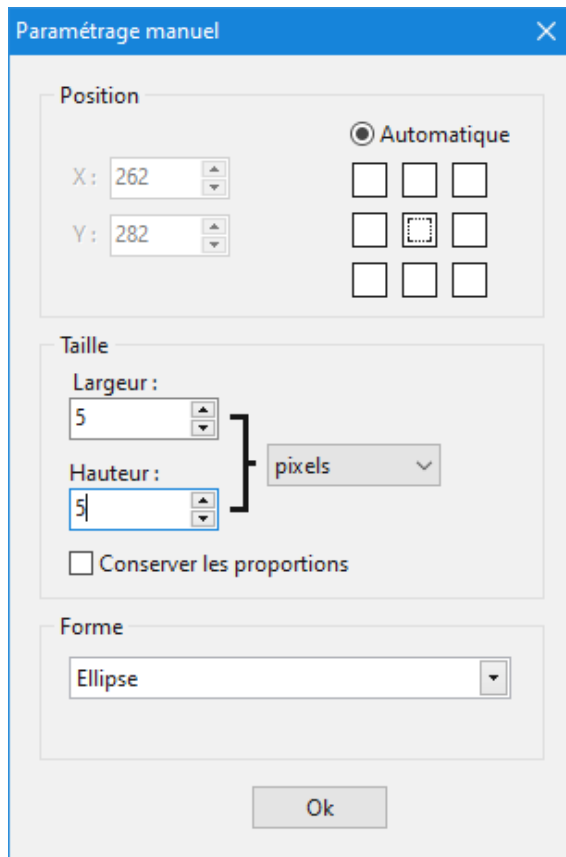 Paramétrage manuel
Position
Automatique
X : 262
Y : 282
Taille
Largeur :
5
pixels
Hauteur :
5
Conserver les proportions
Forme
Ellipse
Ok